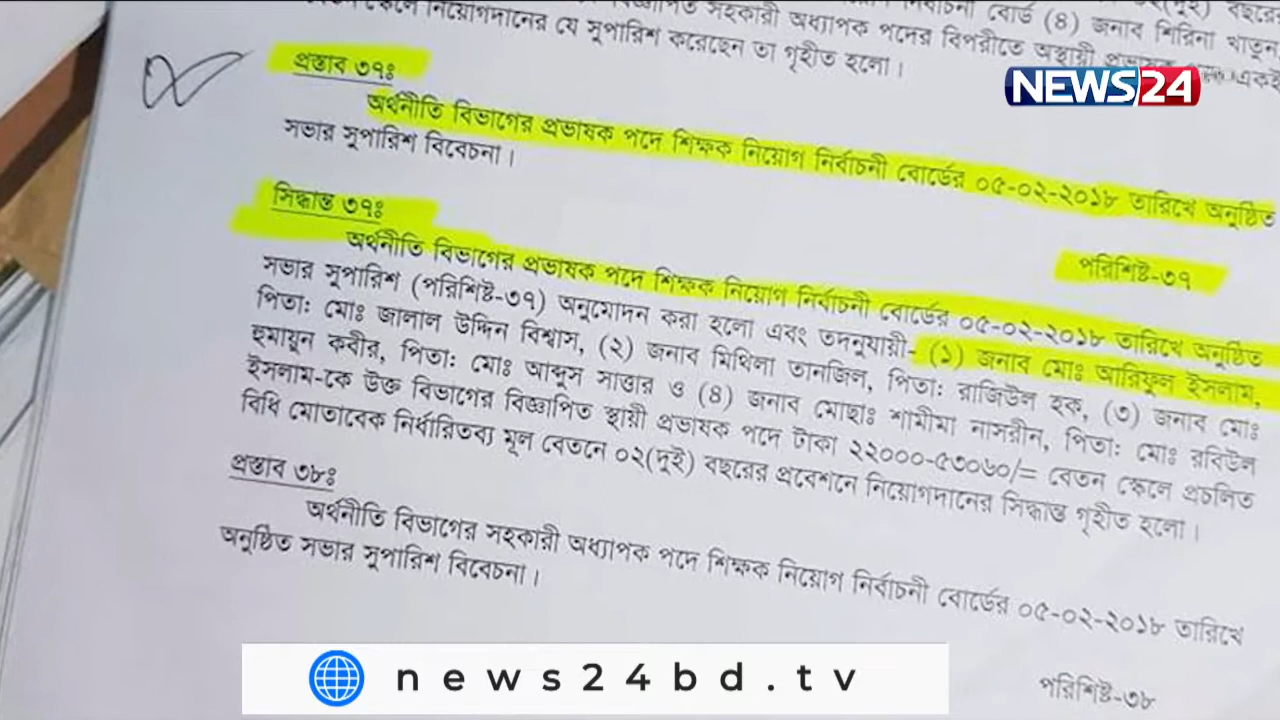 বিজ্ঞাপিত সহকারী অধ্যাপক পদের বিপরীতে অস্থায়ী প্রভাষক
নিয়োগদানের যে সুপারিশ করেছেন তা গৃহীত হলো।
নির্বাচনী বোর্ড (৪) জনাব শিরিনা খাতুন,
NEWS24
প্রস্তাব ৩৭ঃ
অর্থনীতি বিভাগের প্রভাষক পদে শিক্ষক নিয়োগ নির্বাচনী বোর্ডের ০৫-০২-২০১৮ তারিখে অনুষ্ঠিত
সভার সুপারিশ বিবেচনা।
পরিশিষ্ট-৩৭
সিদ্ধান্ত ৩৭ঃ
অর্থনীতি বিভাগের প্রভাষক পদে শিক্ষক নিয়োগ নির্বাচনী বোর্ডের ০৫-০২-২০১৮ তারিখে অনুষ্ঠিত
সভার সুপারিশ (পরিশিষ্ট-৩৭) অনুমোদন করা হলো এবং তদনুযায়ী- (১) জনাব মোঃ আরিফুল ইসলাম,
পিতা: মোঃ জালাল উদ্দিন বিশ্বাস, (২) জনাব মিথিলা তানজিল, পিতা: রাজিউল হক, (৩) জনাব মোঃ
হুমায়ুন কবীর, পিতা: মোঃ আব্দুস সাত্তার ও (৪) জনাব মোছাঃ শামীমা নাসরীন, পিতা: মোঃ রবিউল
ইসলাম-কে উক্ত বিভাগের বিজ্ঞাপিত স্থায়ী প্রভাষক পদে টাকা ২২০০০-৫৩০৬০/= বেতন স্কেলে প্রচলিত
বিধি মোতাবেক নির্ধারিতব্য মূল বেতনে ০২(দুই) বছরের প্রবেশনে নিয়োগদানের সিদ্ধান্ত গৃহীত হলো।
প্রস্তাব ৩৮ঃ
অর্থনীতি বিভাগের সহকারী অধ্যাপক পদে শিক্ষক নিয়োগ নির্বাচনী বোর্ডের ০৫-০২-২০১৮ তারিখে
অনুষ্ঠিত সভার সুপারিশ বিবেচনা।
পরিশিষ্ট-৩৮
news24bd.tv